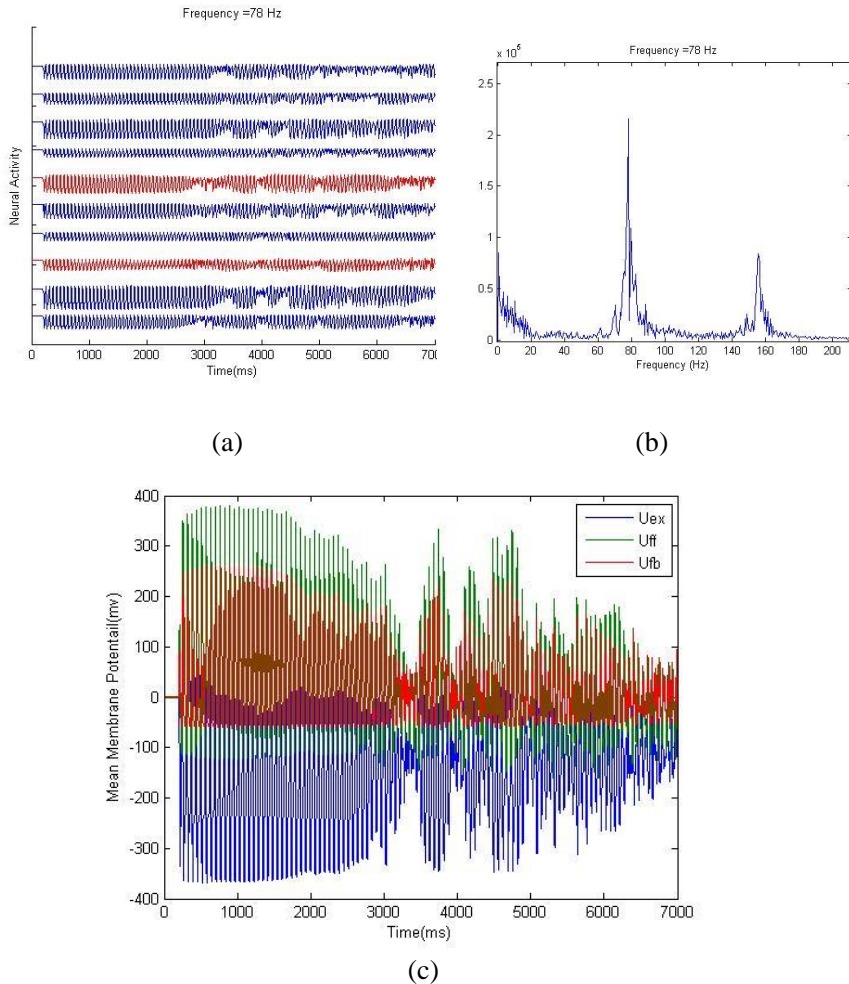 Frequency =78 Hz
Neural Activity
0 1000 2000 3000 4000 5000 6000 700
Time(ms)
(a)
x 10^6
Frequency =78 Hz
2.5
2
1.5
1
0.5
0
0 20 40 60 80 100 120 140 160 180 200
Frequency (Hz)
(b)
400
300
200
100
0
-100
-200
-300
-400
Mean Membrane Potentail(mv)
Uex
Uff
Ufb
0 1000 2000 3000 4000 5000 6000 7000
Time(ms)
(c)